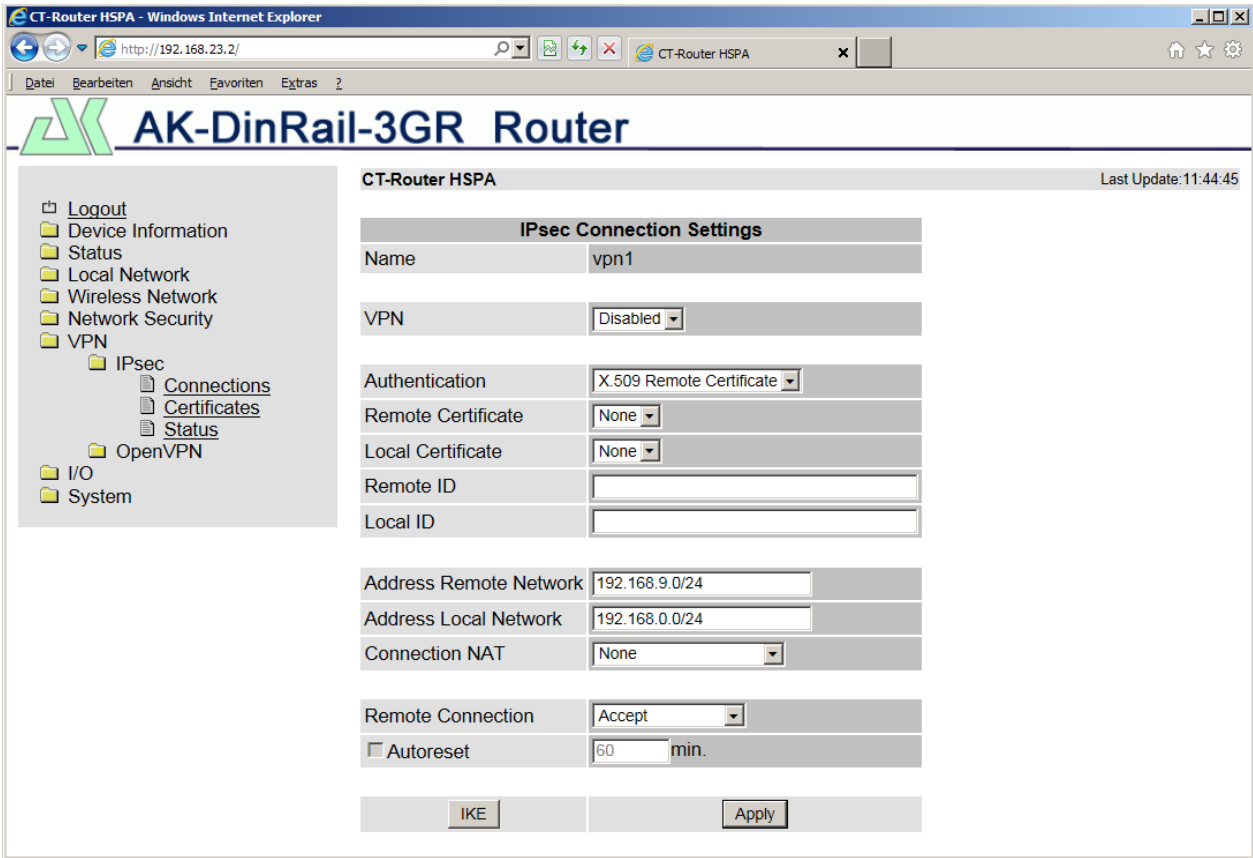 CT-Router HSPA - Windows Internet Explorer
http://192.168.23.2/
CT-Router HSPA
Datei Bearbeiten Ansicht Favoriten Extras ?
AK-DinRail-3GR Router
CT-Router HSPA Last Update:11:44:45
Logout
Device Information
Status
Local Network
Wireless Network
Network Security
VPN
IPsec
Connections
Certificates
Status
OpenVPN
I/O
System
IPsec Connection Settings
Name vpn1
VPN Disabled
Authentication X.509 Remote Certificate
Remote Certificate None
Local Certificate None
Remote ID
Local ID
Address Remote Network 192.168.9.0/24
Address Local Network 192.168.0.0/24
Connection NAT None
Remote Connection Accept
Autoreset 60 min.
IKE Apply